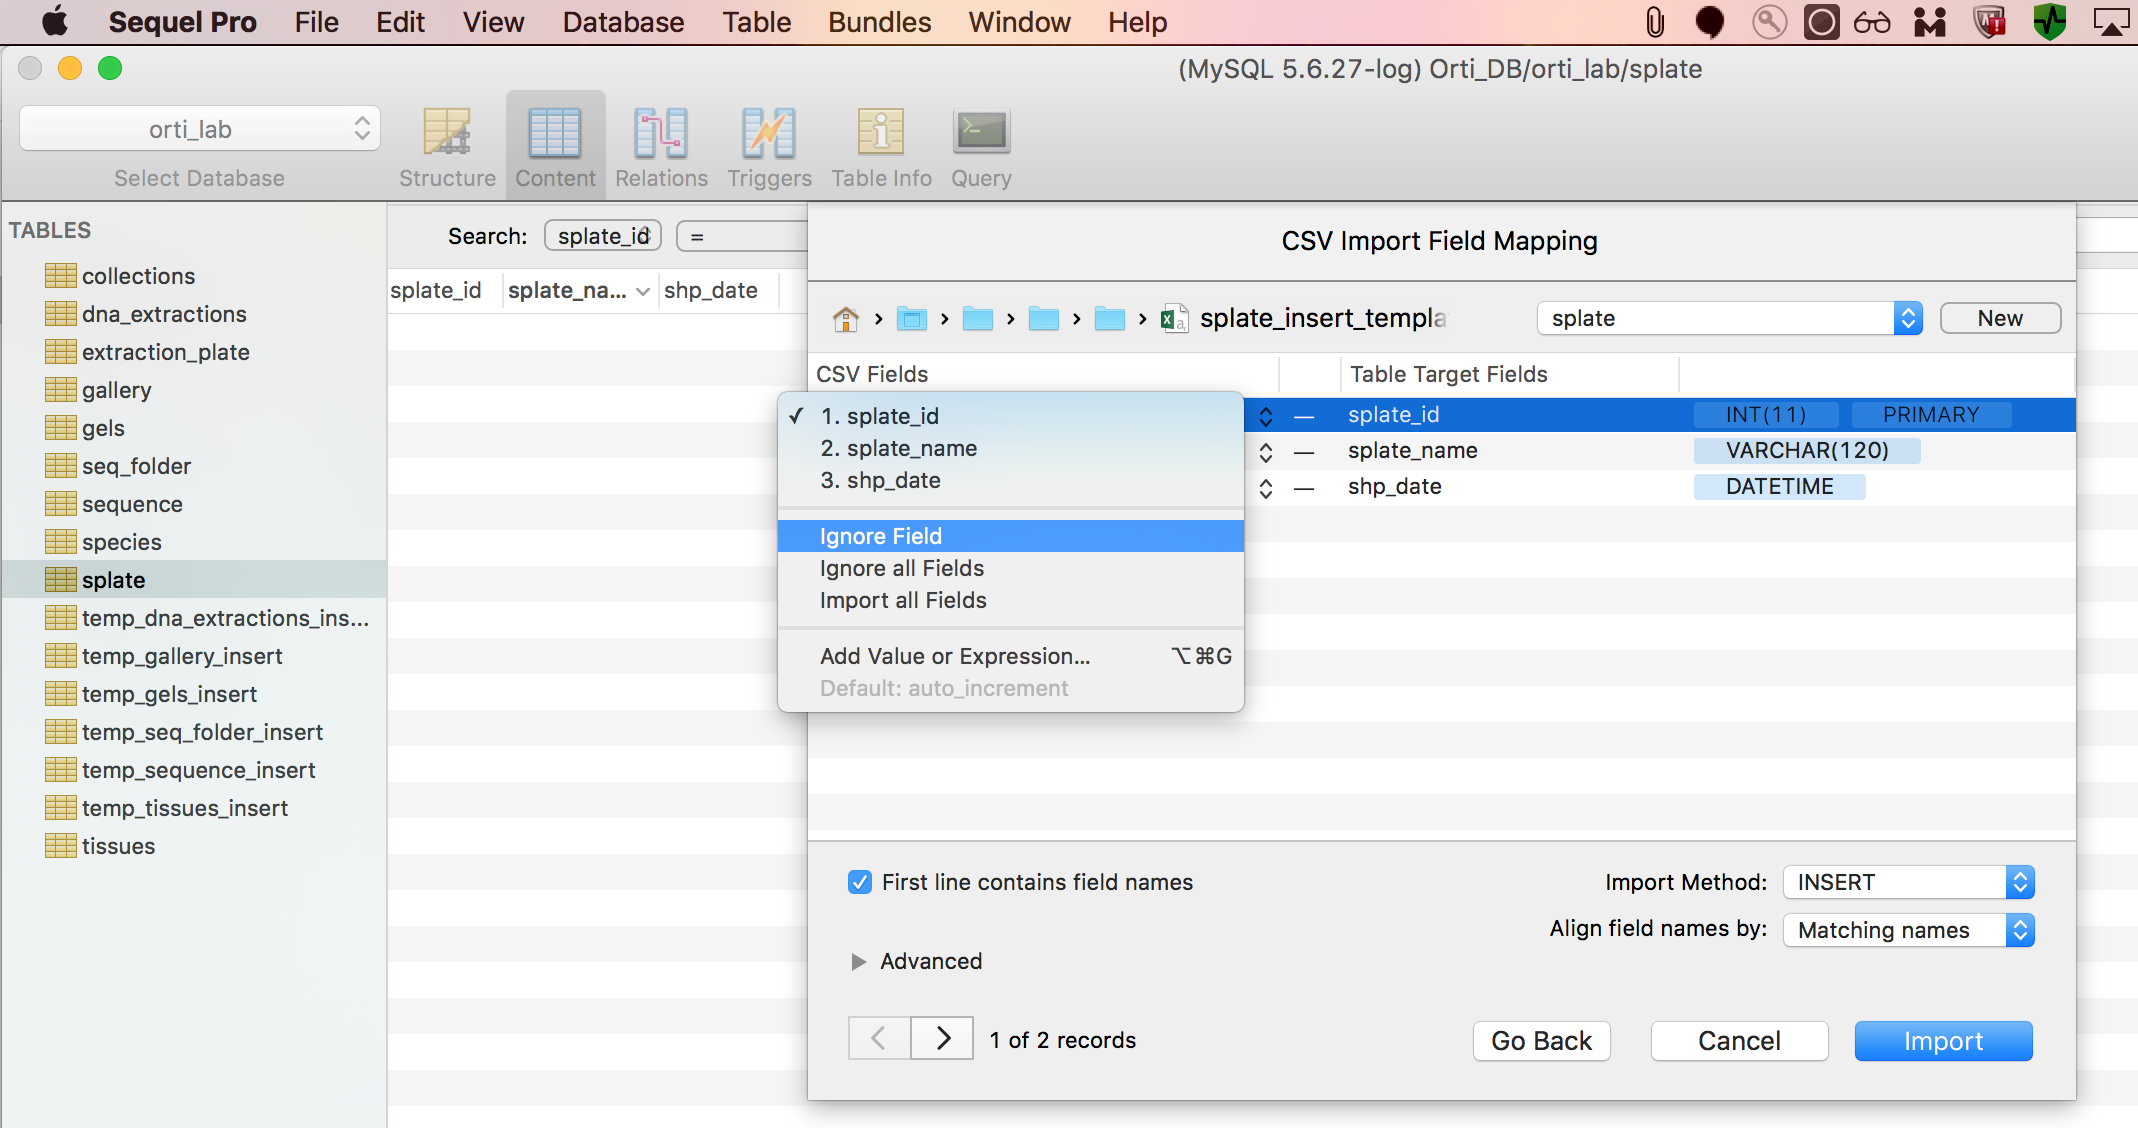 Sequel Pro File Edit View Database Table Bundles Window Help
(MySQL 5.6.27-log) Orti_DB/orti_lab/splate
orti_lab
Select Database
Structure Content Relations Triggers Table Info Query
TABLES
collections
dna_extractions
extraction_plate
gallery
gels
seq_folder
sequence
species
splate
temp_dna_extractions_ins...
temp_gallery_insert
temp_gels_insert
temp_seq_folder_insert
temp_sequence_insert
temp_tissues_insert
tissues
Search: splate_id =
splate_id splate_na... shp_date
CSV Import Field Mapping
splate_insert_templa
splate
New
CSV Fields Table Target Fields
✓ 1. splate_id
2. splate_name
3. shp_date
Ignore Field
Ignore all Fields
Import all Fields
Add Value or Expression... ⌥⌘G
Default: auto_increment
— splate_id INT(11) PRIMARY
— splate_name VARCHAR(120)
— shp_date DATETIME
First line contains field names
Import Method: INSERT
Align field names by: Matching names
Advanced
1 of 2 records
Go Back Cancel Import